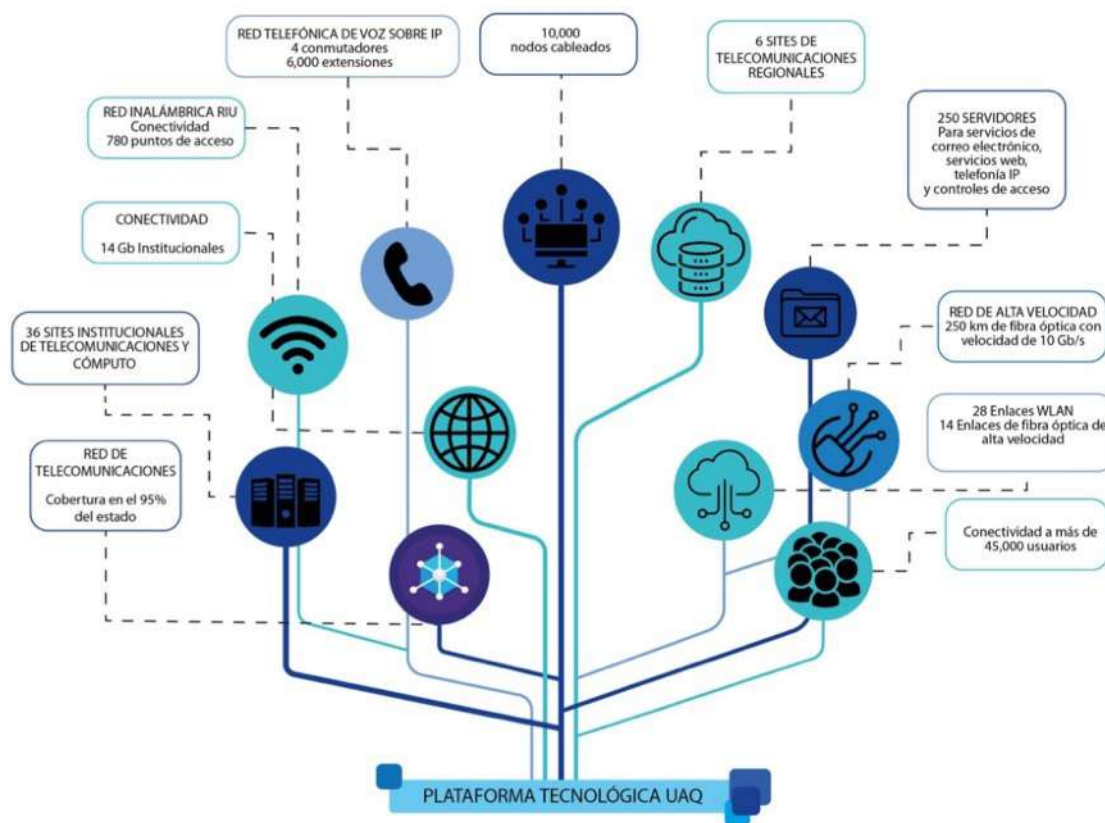 RED TELEFÓNICA DE VOZ SOBRE IP
4 conmutadores
6,000 extensiones
10,000
nodos cableados
6 SITES DE
TELECOMUNICACIONES
REGIONALES
RED INALÁMBRICA RIU
Conectividad
780 puntos de acceso
250 SERVIDORES
Para servicios de
correo electrónico,
servicios web,
telefonía IP
y controles de acceso
CONECTIVIDAD
14 Gb Institucionales
36 SITES INSTITUCIONALES
DE TELECOMUNICACIONES Y
CÓMPUTO
RED DE ALTA VELOCIDAD
250 km de fibra óptica con
velocidad de 10 Gb/s
28 Enlaces WLAN
14 Enlaces de fibra óptica de
alta velocidad
RED DE
TELECOMUNICACIONES
Cobertura en el 95%
del estado
Conectividad a más de
45,000 usuarios
PLATAFORMA TECNOLÓGICA UAQ